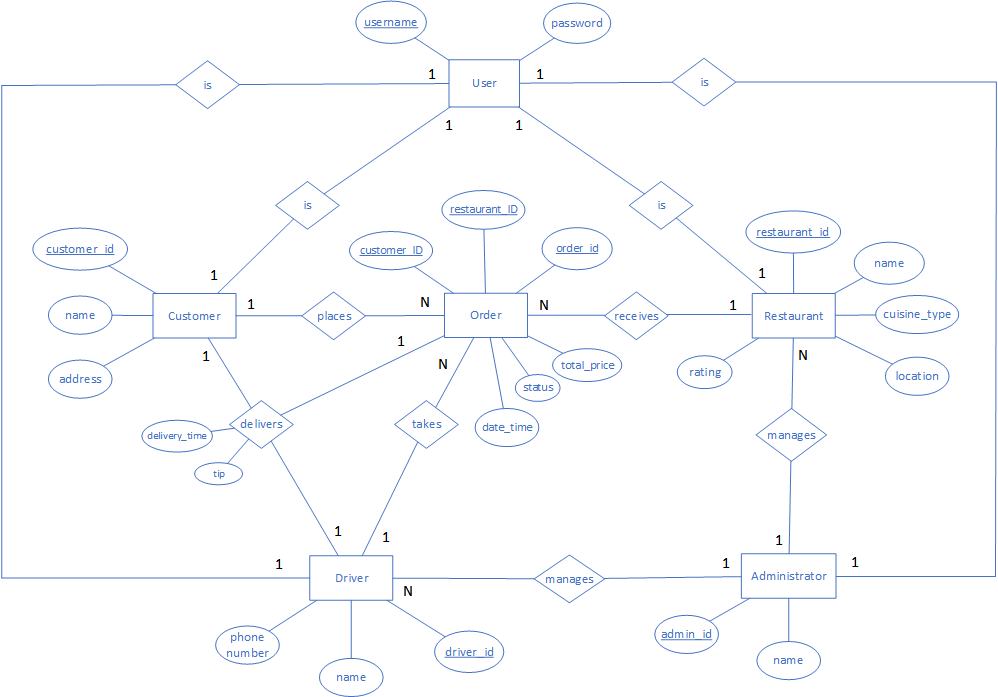 username
password
1
User
1
is
is
1
1
is
is
restaurant_ID
customer_id
customer_ID
order_id
restaurant_id
name
1
1
name
Customer
1
places
N
Order
N
receives
1
Restaurant
cuisine_type
address
1
1
N
total_price
status
rating
N
location
delivery_time
delivers
takes
date_time
manages
tip
1
1
1
1
Driver
N
manages
1
Administrator
1
phone
number
name
driver_id
admin_id
name